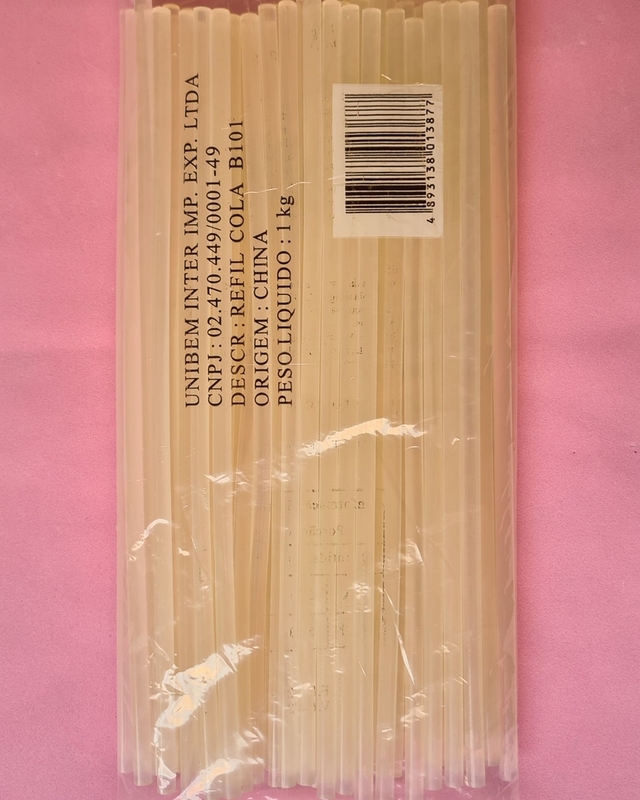 UNIBEM INTER IMP. EXP. LTDA
CNPJ : 02.470.449/0001-49
DESCR : REFIL COLA B101
ORIGEM : CHINA
PESO LIQUIDO : 1 kg
4 893138 013877